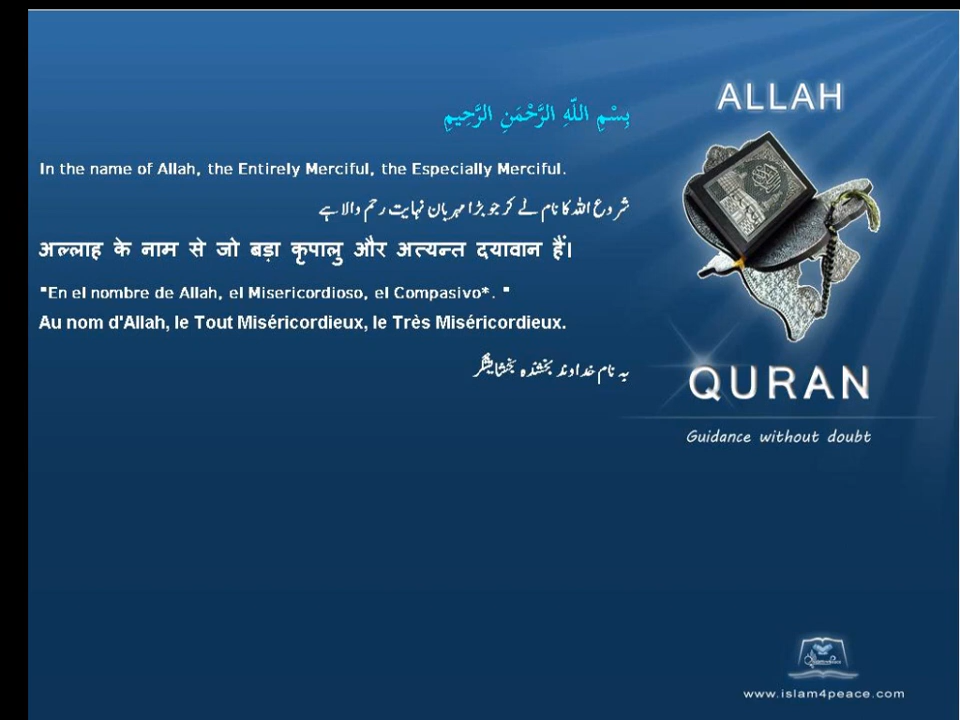 بِسْمِ اللَّهِ الرَّحْمَنِ الرَّحِيمِ
In the name of Allah, the Entirely Merciful, the Especially Merciful.
شروع الله کا نام لے کر جو بڑا مہربان نہایت رحم والا ہے
अल्लाह के नाम से जो बड़ा कृपालु और अत्यन्त दयावान हैं।
"En el nombre de Allah, el Misericordioso, el Compasivo*. "
Au nom d'Allah, le Tout Miséricordieux, le Très Miséricordieux.
به نام خداوند بخشنده بخشایشگر
ALLAH
QURAN
Guidance without doubt
www.islam4peace.com